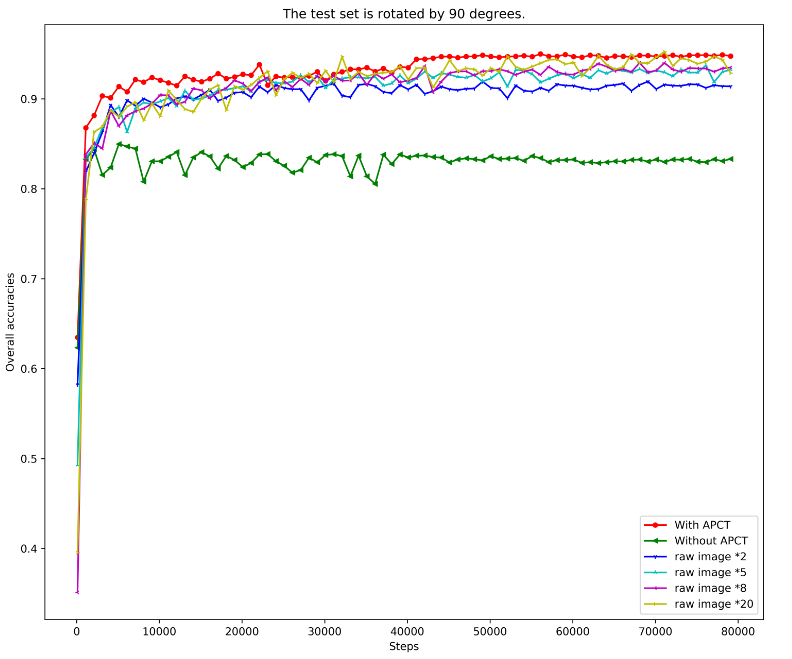 The test set is rotated by 90 degrees.
Overall accuracies
0.9
0.8
0.7
0.6
0.5
0.4
With APCT
Without APCT
raw image *2
raw image *5
raw image *8
raw image *20
0 10000 20000 30000 40000 50000 60000 70000 80000
Steps